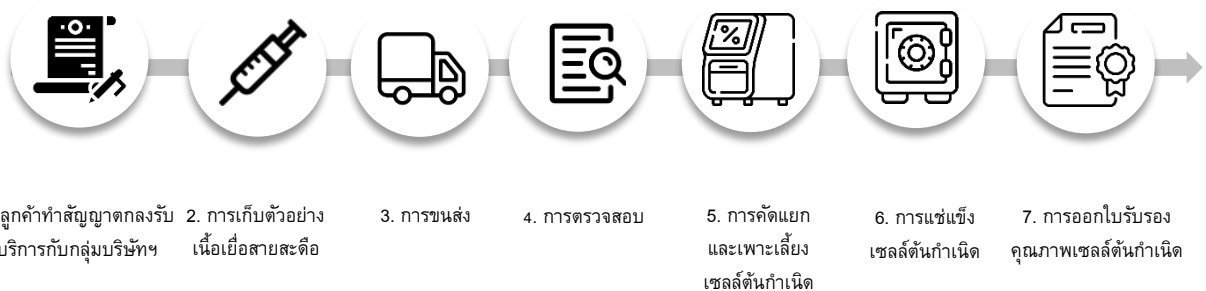 ลูกค้าทำสัญญาตกลงรับ
บริการกับกลุ่มบริษัทฯ
2. การเก็บตัวอย่าง
เนื้อเยื่อสายสะดือ
3. การขนส่ง
4. การตรวจสอบ
5. การคัดแยก
และเพาะเลี้ยง
เซลล์ต้นกำเนิด
6. การแช่แข็ง
เซลล์ต้นกำเนิด
7. การออกใบรับรอง
คุณภาพเซลล์ต้นกำเนิด
%